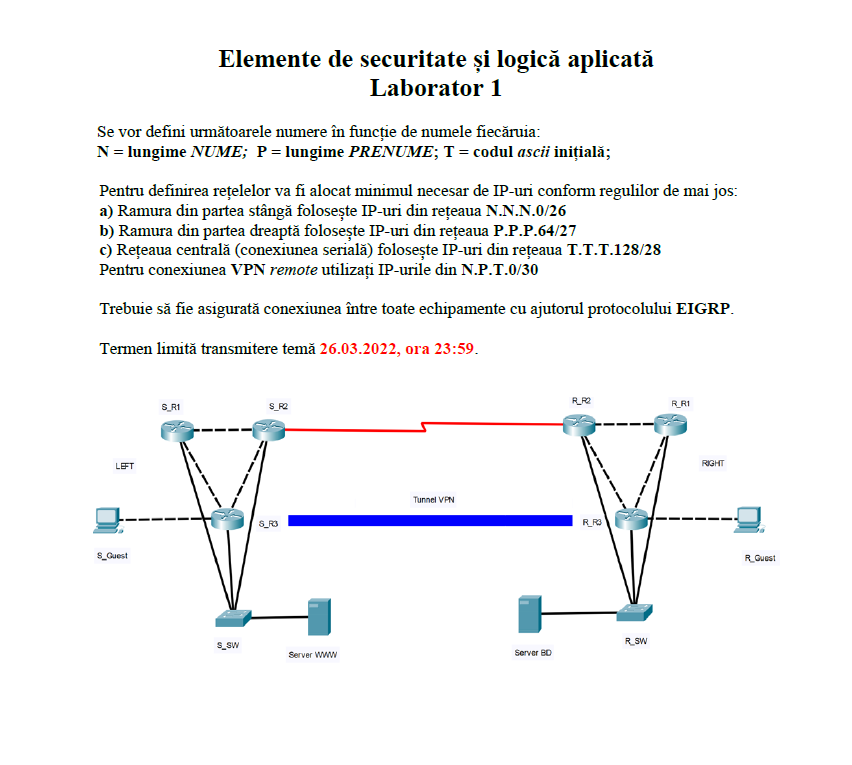 Elemente de securitate și logică aplicată
Laborator 1
Se vor defini următoarele numere în funcție de numele fiecăruia:
N = lungime NUME; P = lungime PRENUME; T = codul ascii inițială;
Pentru definirea rețelelor va fi alocat minimul necesar de IP-uri conform regulilor de mai jos:
a) Ramura din partea stângă folosește IP-uri din rețeaua N.N.N.0/26
b) Ramura din partea dreaptă folosește IP-uri din rețeaua P.P.P.64/27
c) Rețeaua centrală (conexiunea serială) folosește IP-uri din rețeaua T.T.T.128/28
Pentru conexiunea VPN remote utilizați IP-urile din N.P.T.0/30
Trebuie să fie asigurată conexiunea între toate echipamente cu ajutorul protocolului EIGRP.
Termen limită transmitere temă 26.03.2022, ora 23:59.
S_R1
S_R2
R_R2
R_R1
LEFT
RIGHT
Tunnel VPN
S_R3
R_R3
S_Guest
R_Guest
S_SW
Server WWW
Server BD
R_SW